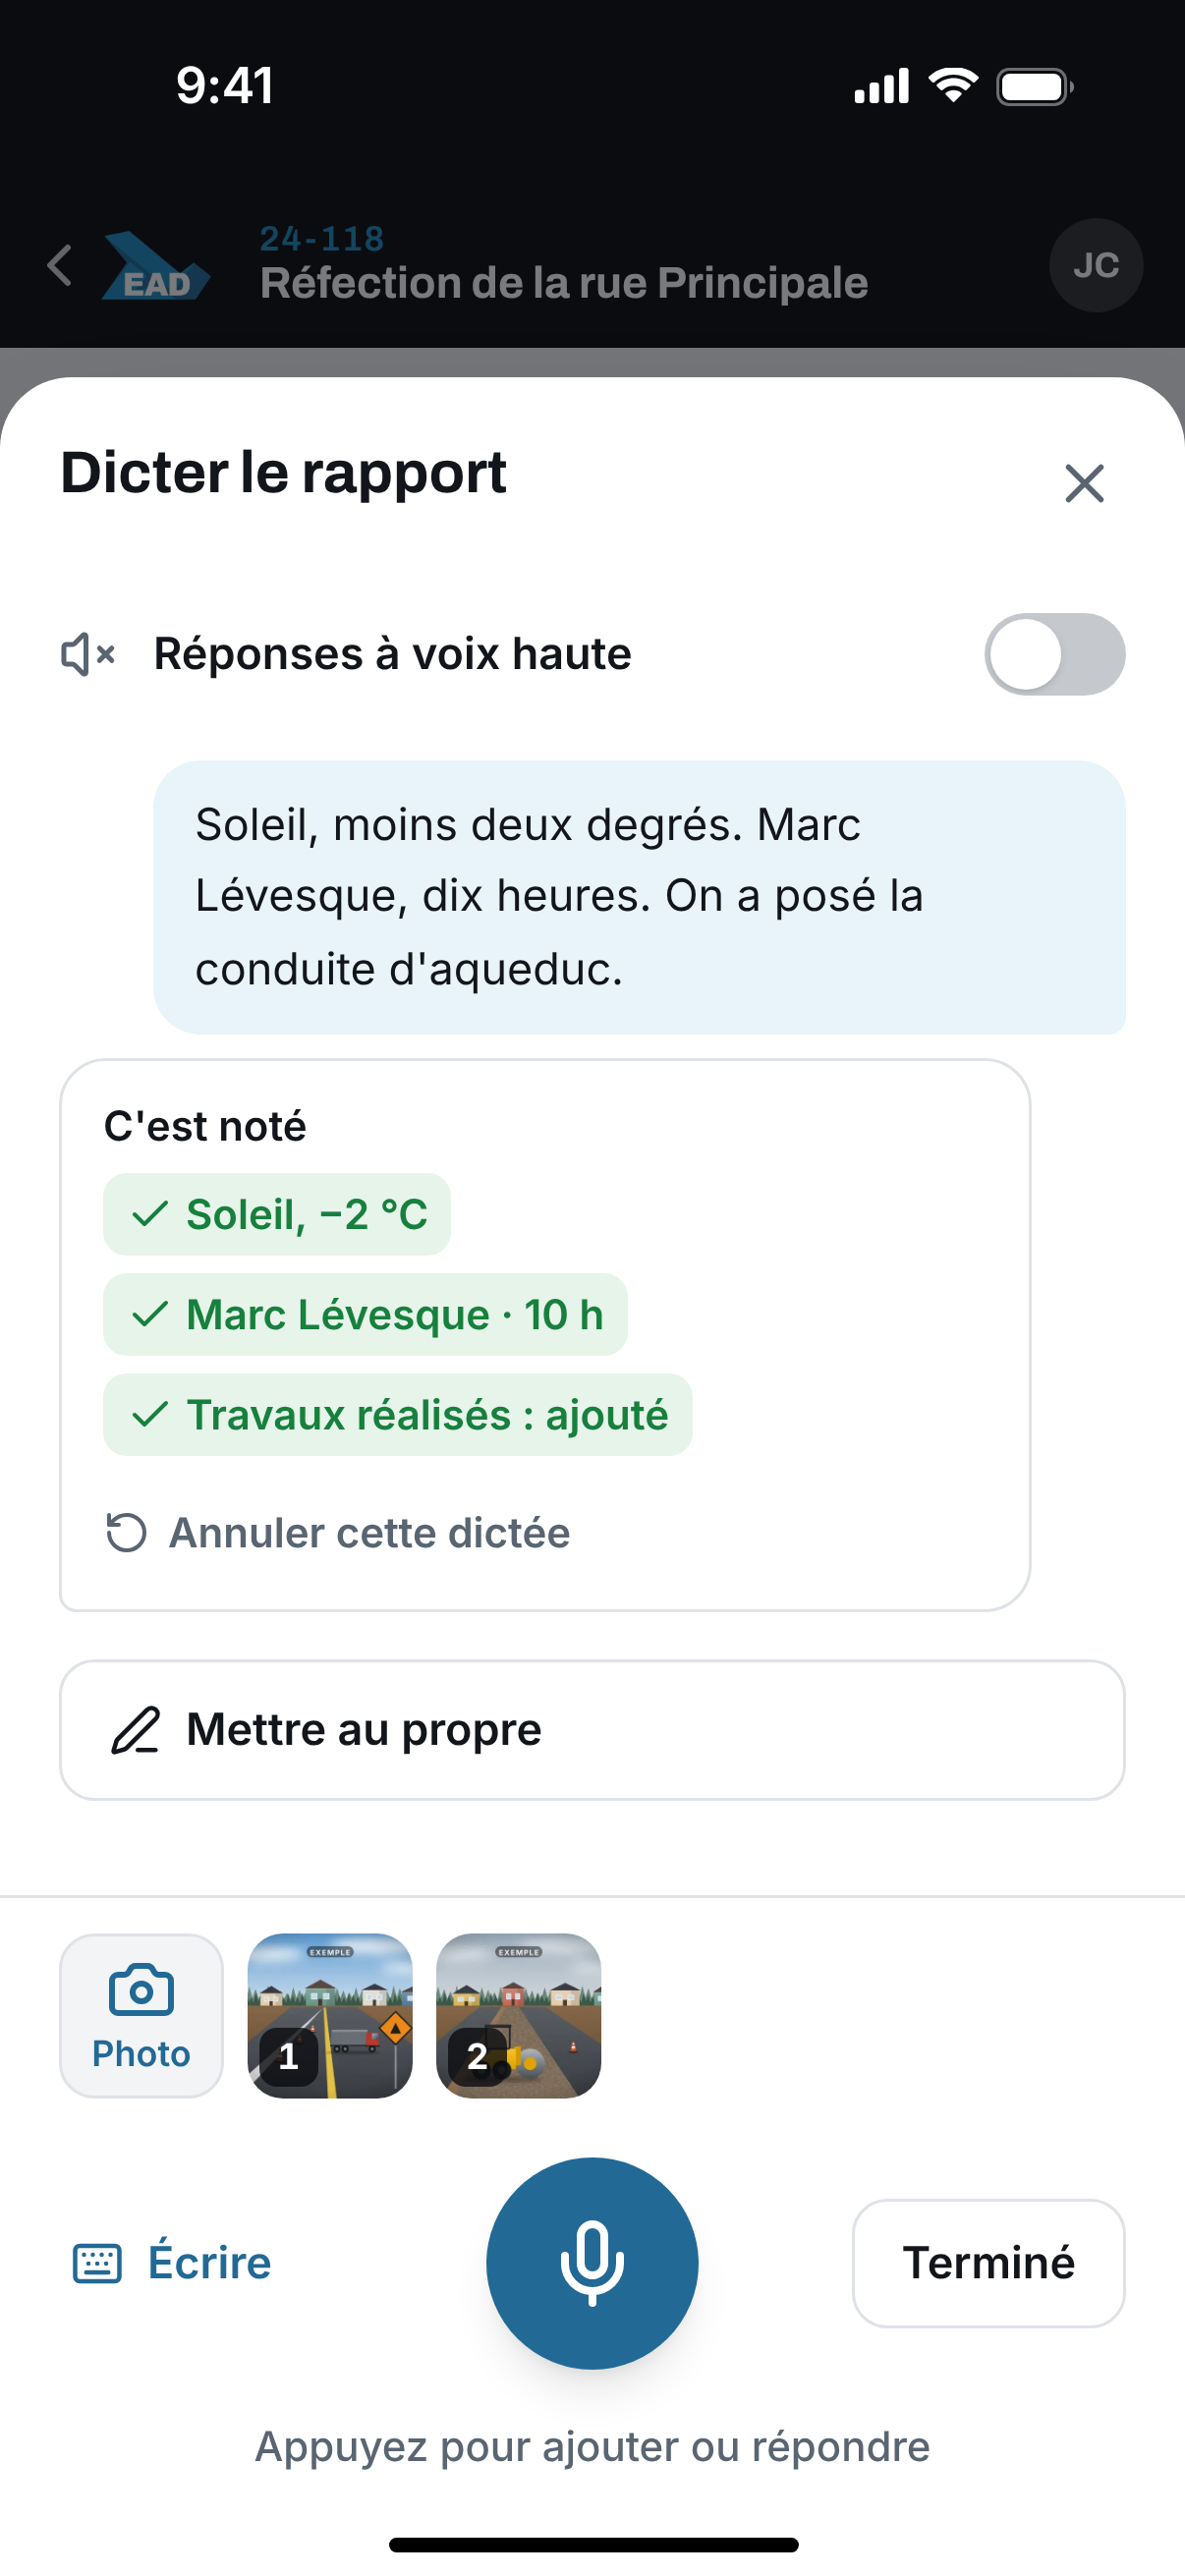 9:41
EAD
24-118
Réfection de la rue Principale
JC
Dicter le rapport
Réponses à voix haute
Soleil, moins deux degrés. Marc
Lévesque, dix heures. On a posé la
conduite d'aqueduc.
C'est noté
Soleil, −2 °C
Marc Lévesque · 10 h
Travaux réalisés : ajouté
Annuler cette dictée
Mettre au propre
Photo
EXEMPLE
1
EXEMPLE
2
Écrire
Terminé
Appuyez pour ajouter ou répondre